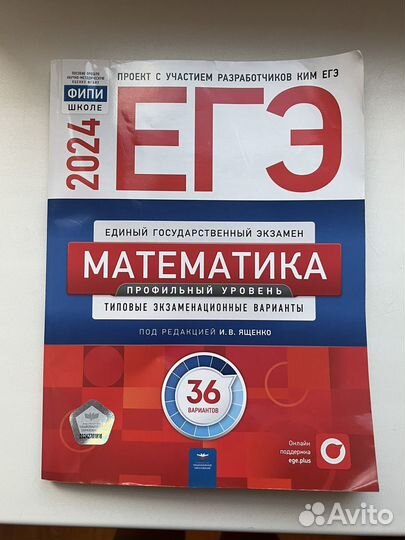 ПРОЕКТ С УЧАСТИЕМ РАЗРАБОТЧИКОВ КИМ ЕГЭ
ФИПИ
ШКОЛЕ
2024
ЕГЭ
ЕДИНЫЙ ГОСУДАРСТВЕННЫЙ ЭКЗАМЕН
МАТЕМАТИКА
ПРОФИЛЬНЫЙ УРОВЕНЬ
ТИПОВЫЕ ЭКЗАМЕНАЦИОННЫЕ ВАРИАНТЫ
ПОД РЕДАКЦИЕЙ И. В. ЯЩЕНКО
36
ВАРИАНТОВ
Онлайн
поддержка
ege.plus
Avito